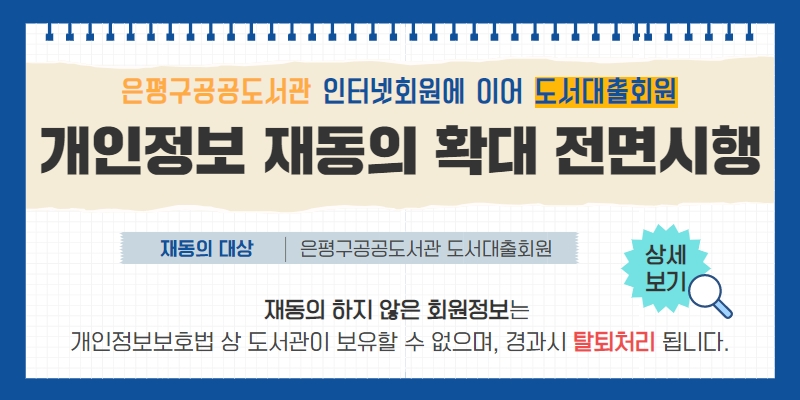 은평구공공도서관 인터넷회원에 이어 도서대출회원
개인정보 재동의 확대 전면시행
재동의 대상 은평구공공도서관 도서대출회원
상세
보기
재동의 하지 않은 회원정보는
개인정보보호법 상 도서관이 보유할 수 없으며, 경과시 탈퇴처리 됩니다.